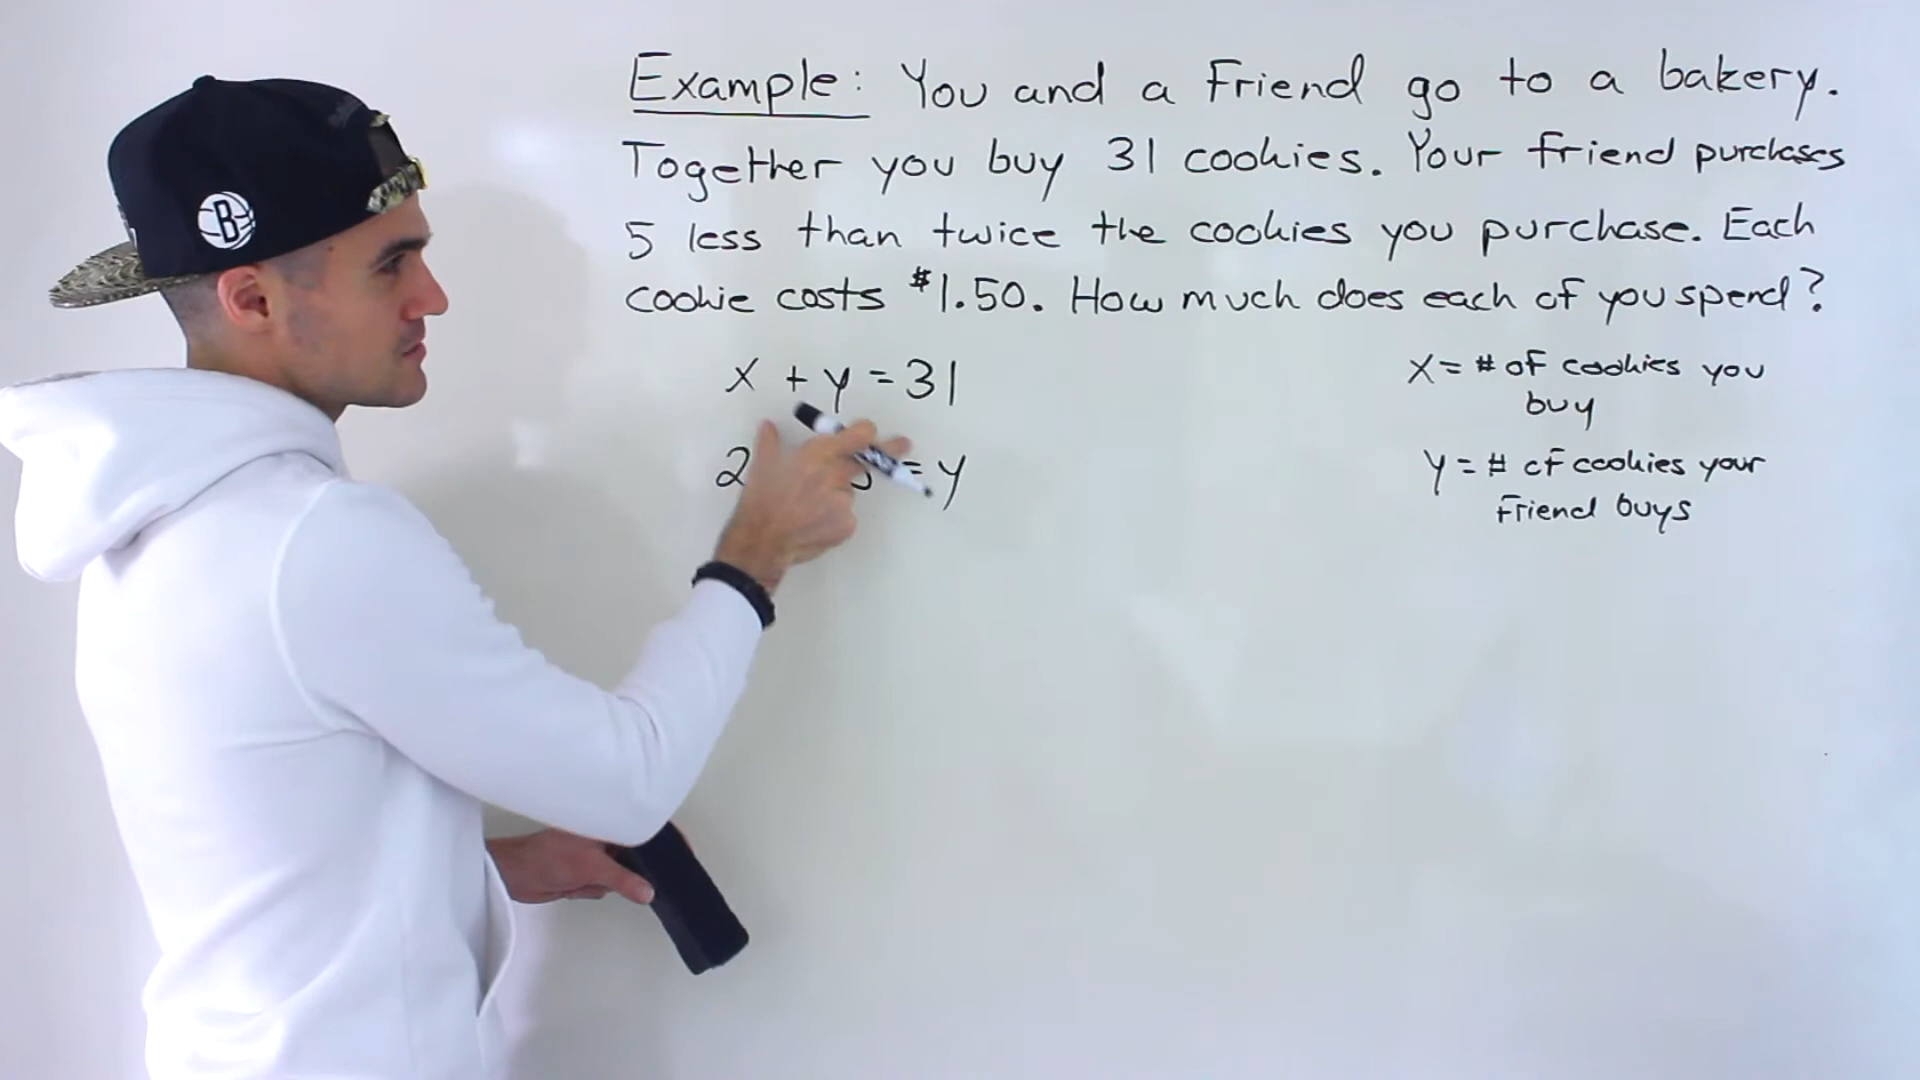 Example: You and a Friend go to a bakery.
Together you buy 31 cookies. Your friend purchases
5 less than twice the cookies you purchase. Each
cookie costs $1.50. How much does each of you spend?
x + y = 31
2 5 = y
X = # of cookies you
buy
Y = # of cookies your
Friend buys
B